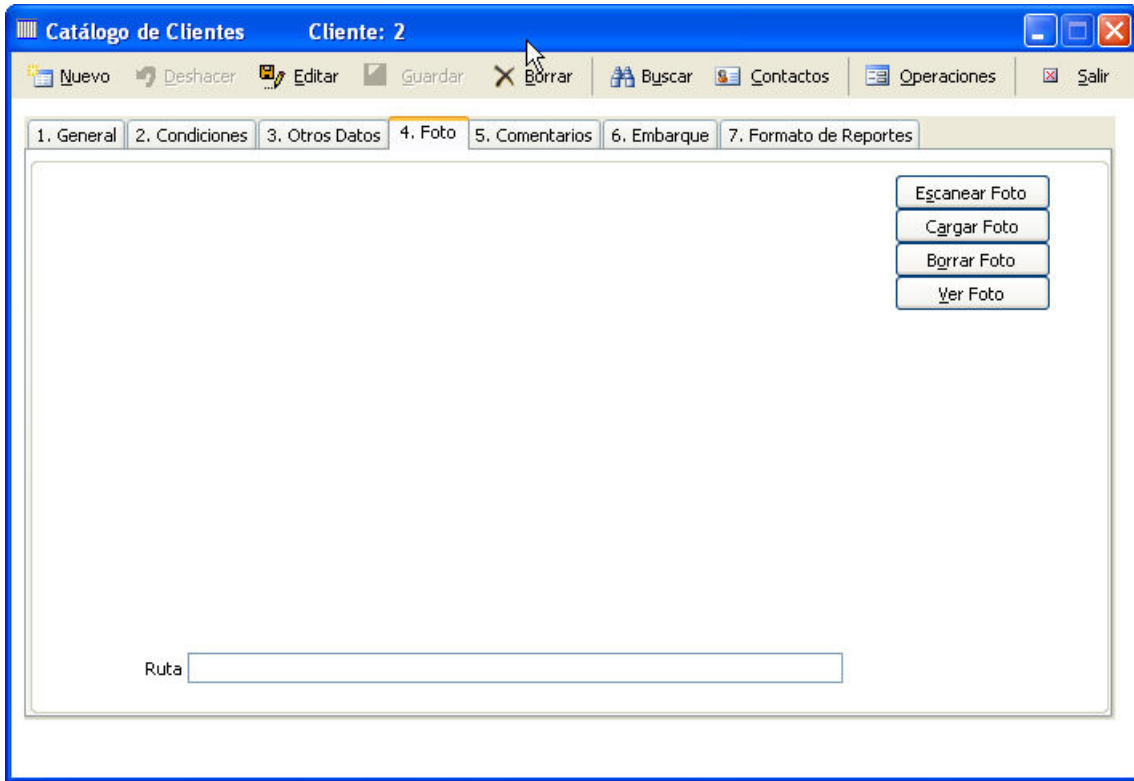 Catálogo de Clientes Cliente: 2
Nuevo Deshacer Editar Guardar Borrar Buscar Contactos Operaciones Salir
1. General 2. Condiciones 3. Otros Datos 4. Foto 5. Comentarios 6. Embarque 7. Formato de Reportes
Escanear Foto
Cargar Foto
Borrar Foto
Ver Foto
Ruta